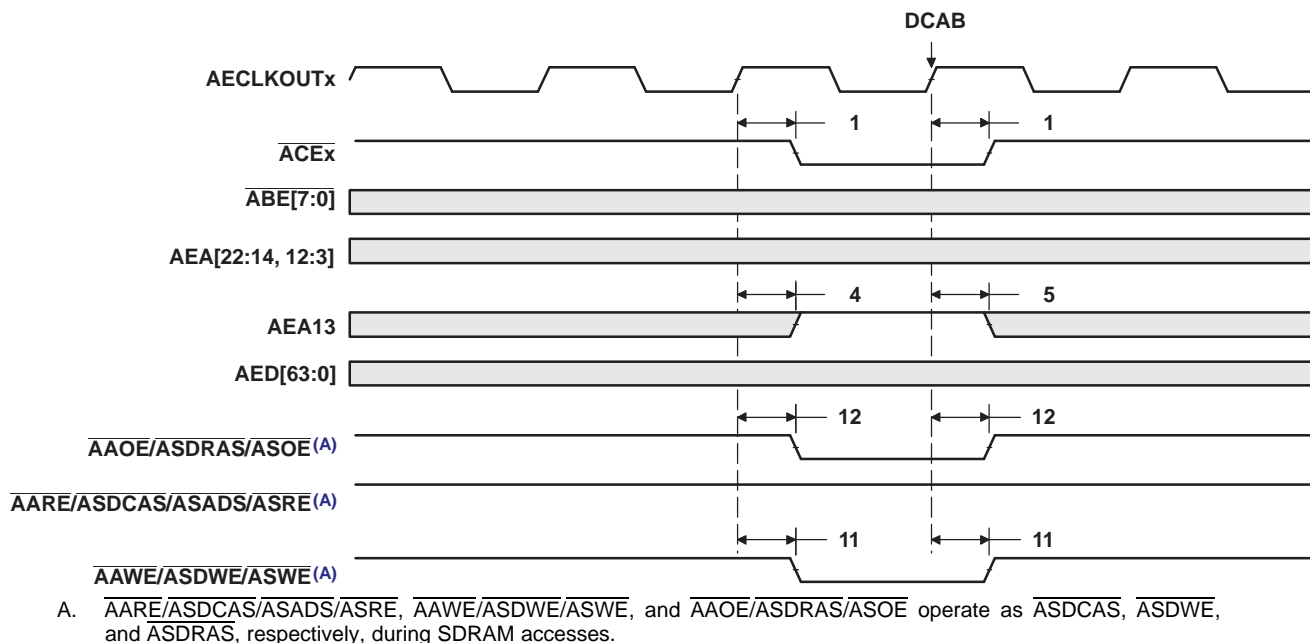 DCAB
AECLKOUTx
1 1
ACEx
ABE[7:0]
AEA[22:14, 12:3]
4 5
AEA13
AED[63:0]
12 12
AAOE/ASDRAS/ASOE(A)
AARE/ASDCAS/ASADS/ASRE(A)
11 11
AAWE/ASDWE/ASWE(A)
A. AARE/ASDCAS/ASADS/ASRE, AAWE/ASDWE/ASWE, and AAOE/ASDRAS/ASOE operate as ASDCAS, ASDWE,
and ASDRAS, respectively, during SDRAM accesses.